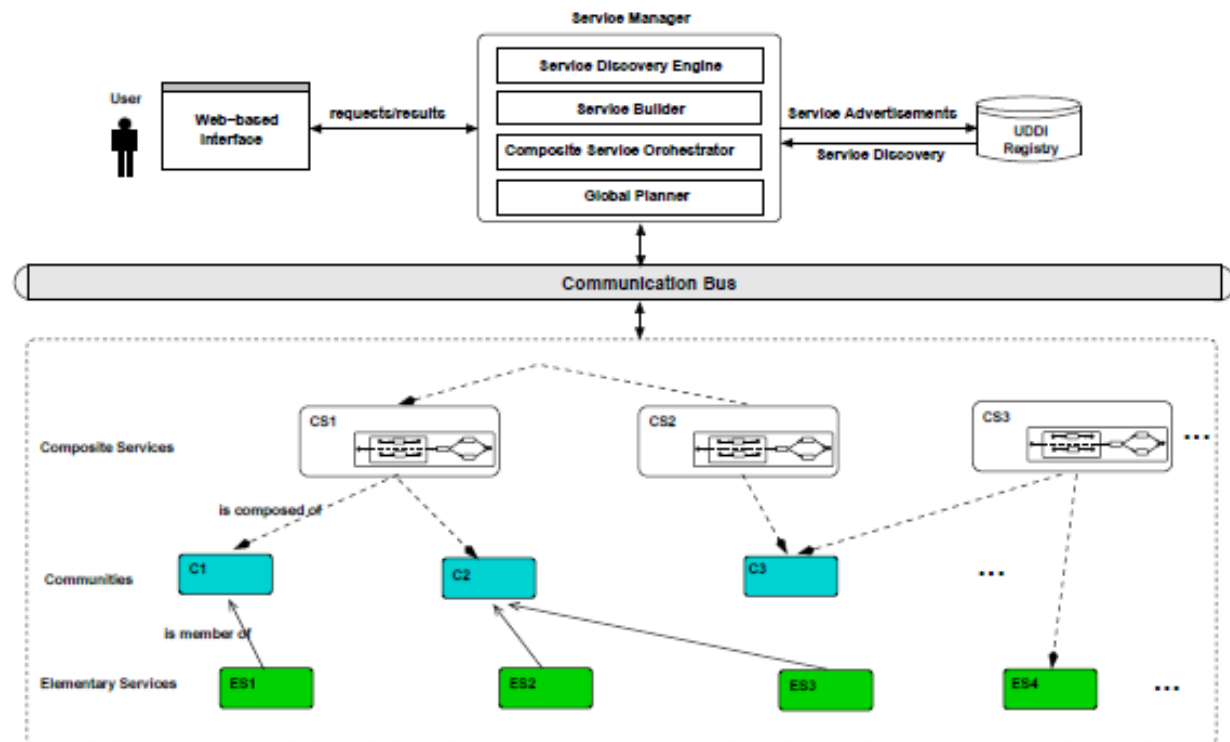 Service Manager
Service Discovery Engine
User
Web-based
Interface
requests/results
Service Builder
Service Advertisements
UDDI
Registry
Composite Service Orchestrator
Service Discovery
Global Planner
Communication Bus
CS1
CS2
CS3
Composite Services
...
is composed of
C1
C2
C3
Communities
...
is member of
Elementary Services
ES1
ES2
ES3
ES4
...